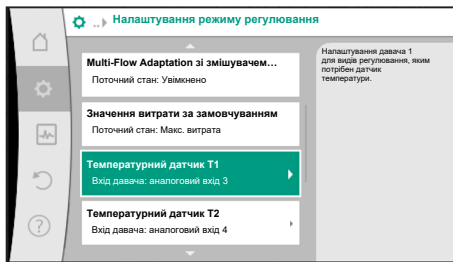 ..
Налаштування режиму регулювання
Multi-Flow Adaptation зі змішувачем…
Поточний стан: Увімкнено
Значення витрати за замовчуванням
Поточний стан: Макс. витрата
Температурний датчик T1
Вхід давача: аналоговий вхід 3
Температурний датчик T2
Вхід давача: аналоговий вхід 4
Налаштування давача 1
для видів регулювання, яким
потрібен датчик
температури.
?